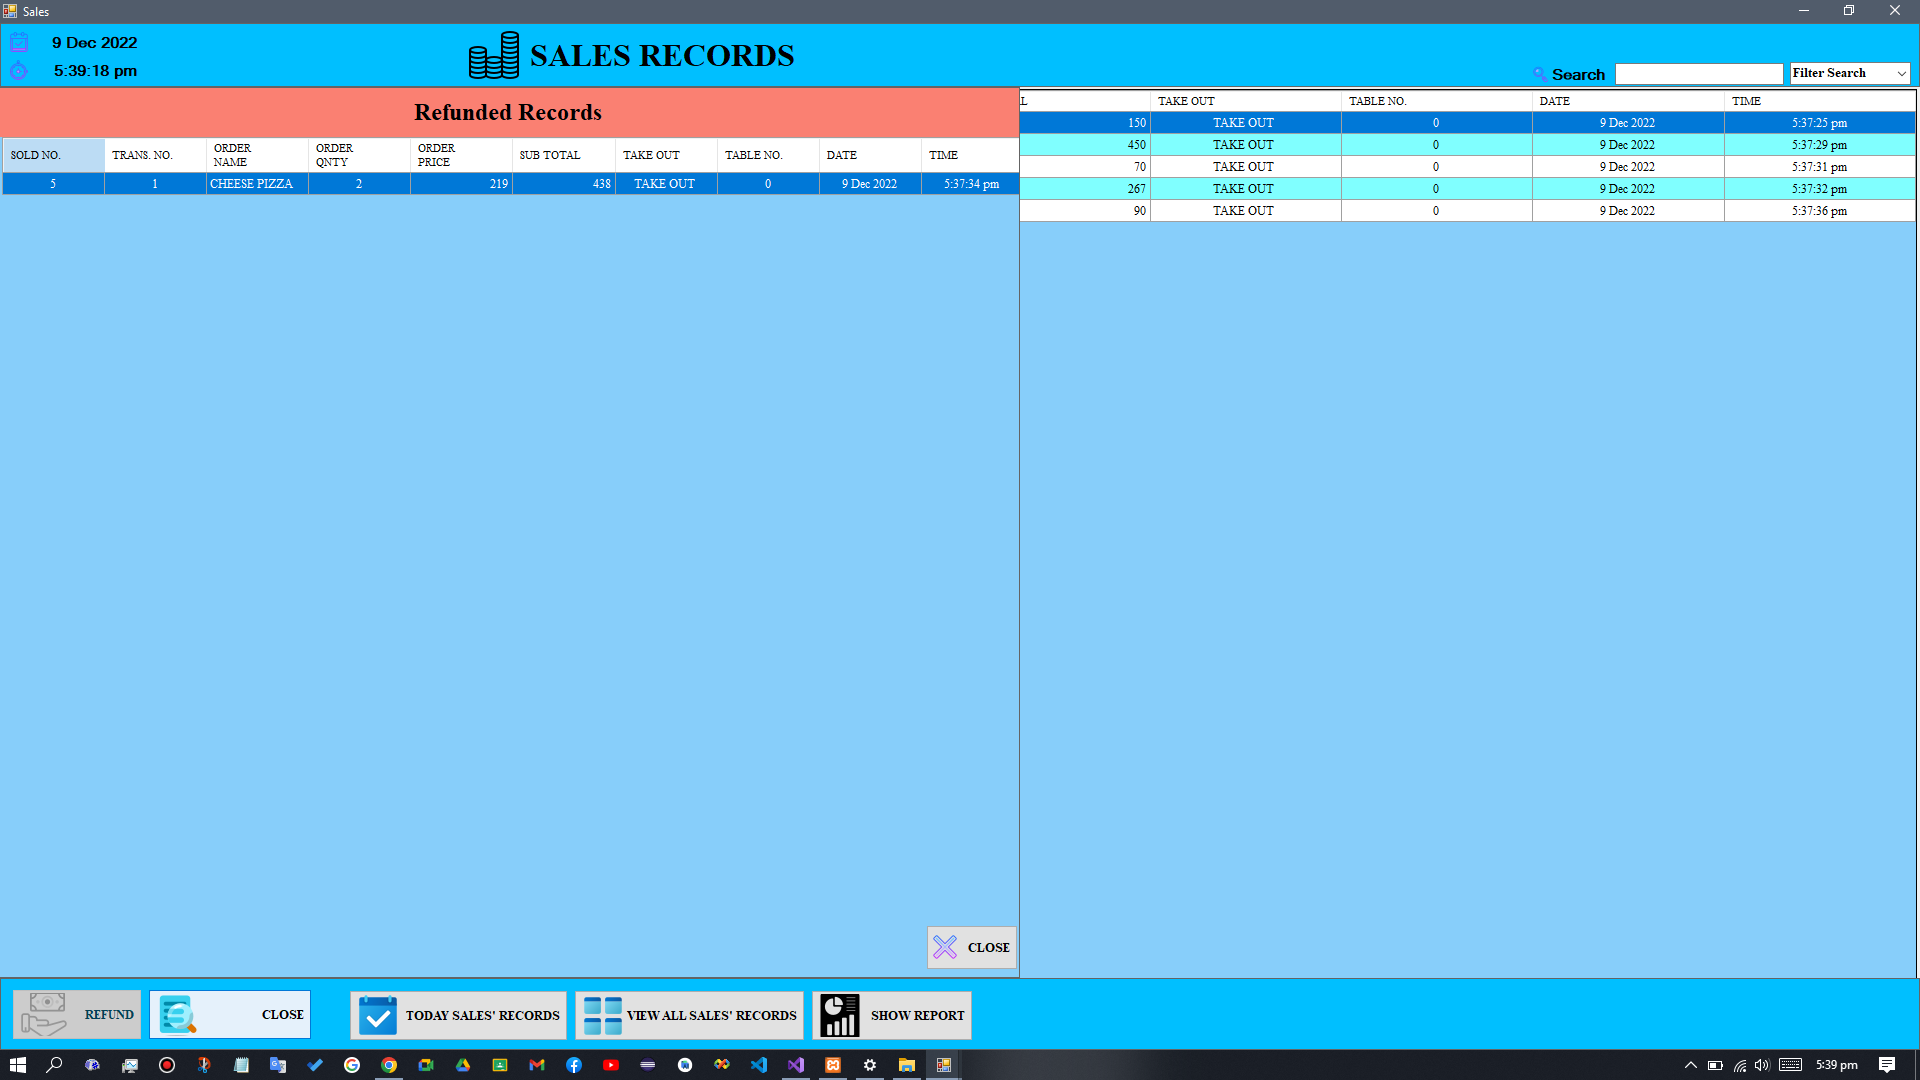 Sales
9 Dec 2022
5:39:18 pm
SALES RECORDS
Search
Filter Search
Refunded Records
SOLD NO. TRANS. NO. ORDER NAME ORDER QNTY ORDER PRICE SUB TOTAL TAKE OUT TABLE NO. DATE TIME
5 1 CHEESE PIZZA 2 219 438 TAKE OUT 0 9 Dec 2022 5:37:34 pm
L TAKE OUT TABLE NO. DATE TIME
150 TAKE OUT 0 9 Dec 2022 5:37:25 pm
450 TAKE OUT 0 9 Dec 2022 5:37:29 pm
70 TAKE OUT 0 9 Dec 2022 5:37:31 pm
267 TAKE OUT 0 9 Dec 2022 5:37:32 pm
90 TAKE OUT 0 9 Dec 2022 5:37:36 pm
CLOSE
REFUND
CLOSE
TODAY SALES' RECORDS
VIEW ALL SALES' RECORDS
SHOW REPORT
5:39 pm